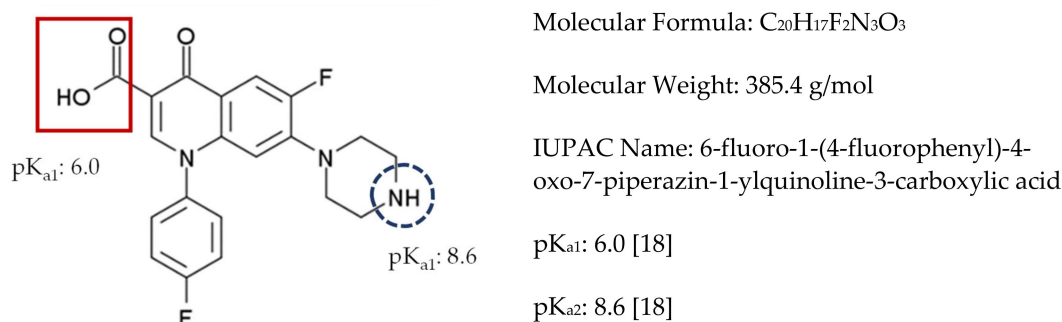 O
O
HO
F
N
N
NH
F
pKₐ₁: 6.0
pKₐ₁: 8.6
Molecular Formula: C₂₀H₁₇F₂N₃O₃
Molecular Weight: 385.4 g/mol
IUPAC Name: 6-fluoro-1-(4-fluorophenyl)-4-
oxo-7-piperazin-1-ylquinoline-3-carboxylic acid
pKₐ₁: 6.0 [18]
pKₐ₂: 8.6 [18]